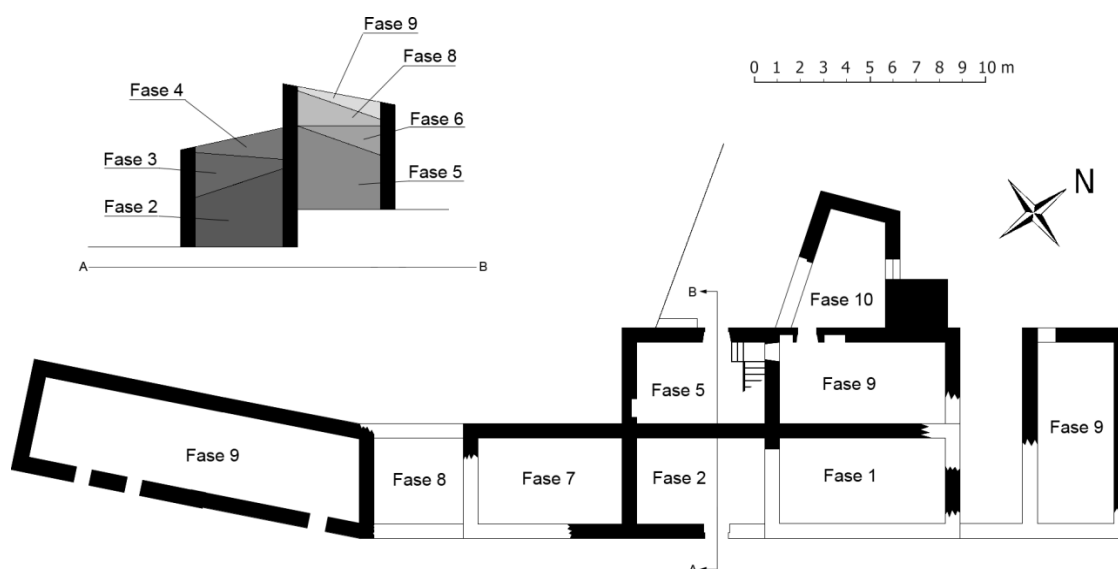 Fase 9
Fase 8
Fase 4
Fase 6
Fase 3
Fase 5
Fase 2
A
B
0 1 2 3 4 5 6 7 8 9 10 m
N
B
Fase 10
Fase 5
Fase 9
Fase 9
Fase 9
Fase 8
Fase 7
Fase 2
Fase 1
A